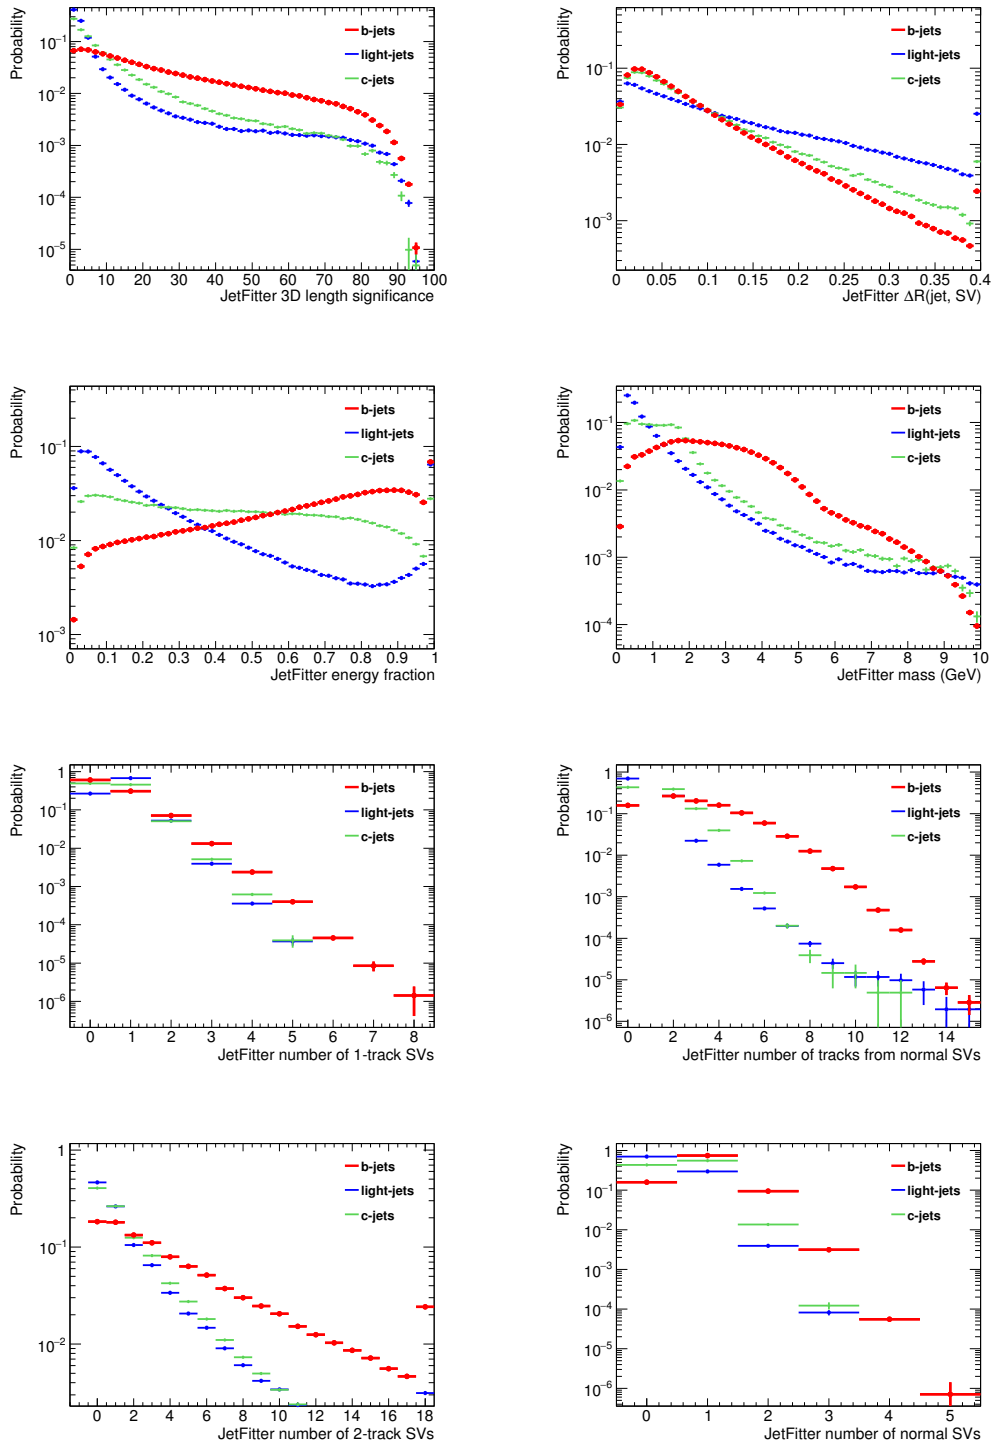 Probability
b-jets
light-jets
c-jets
10⁻¹
10⁻²
10⁻³
10⁻⁴
10⁻⁵
0 10 20 30 40 50 60 70 80 90 100
JetFitter 3D length significance
Probability
b-jets
light-jets
c-jets
10⁻¹
10⁻²
10⁻³
0 0.05 0.1 0.15 0.2 0.25 0.3 0.35 0.4
JetFitter ΔR(jet, SV)
Probability
b-jets
light-jets
c-jets
10⁻¹
10⁻²
10⁻³
0 0.1 0.2 0.3 0.4 0.5 0.6 0.7 0.8 0.9 1
JetFitter energy fraction
Probability
b-jets
light-jets
c-jets
10⁻¹
10⁻²
10⁻³
10⁻⁴
0 1 2 3 4 5 6 7 8 9 10
JetFitter mass (GeV)
Probability
b-jets
light-jets
c-jets
1
10⁻¹
10⁻²
10⁻³
10⁻⁴
10⁻⁵
10⁻⁶
0 1 2 3 4 5 6 7 8
JetFitter number of 1-track SVs
Probability
b-jets
light-jets
c-jets
1
10⁻¹
10⁻²
10⁻³
10⁻⁴
10⁻⁵
10⁻⁶
0 2 4 6 8 10 12 14
JetFitter number of tracks from normal SVs
Probability
b-jets
light-jets
c-jets
1
10⁻¹
10⁻²
0 2 4 6 8 10 12 14 16 18
JetFitter number of 2-track SVs
Probability
b-jets
light-jets
c-jets
1
10⁻¹
10⁻²
10⁻³
10⁻⁴
10⁻⁵
10⁻⁶
0 1 2 3 4 5
JetFitter number of normal SVs